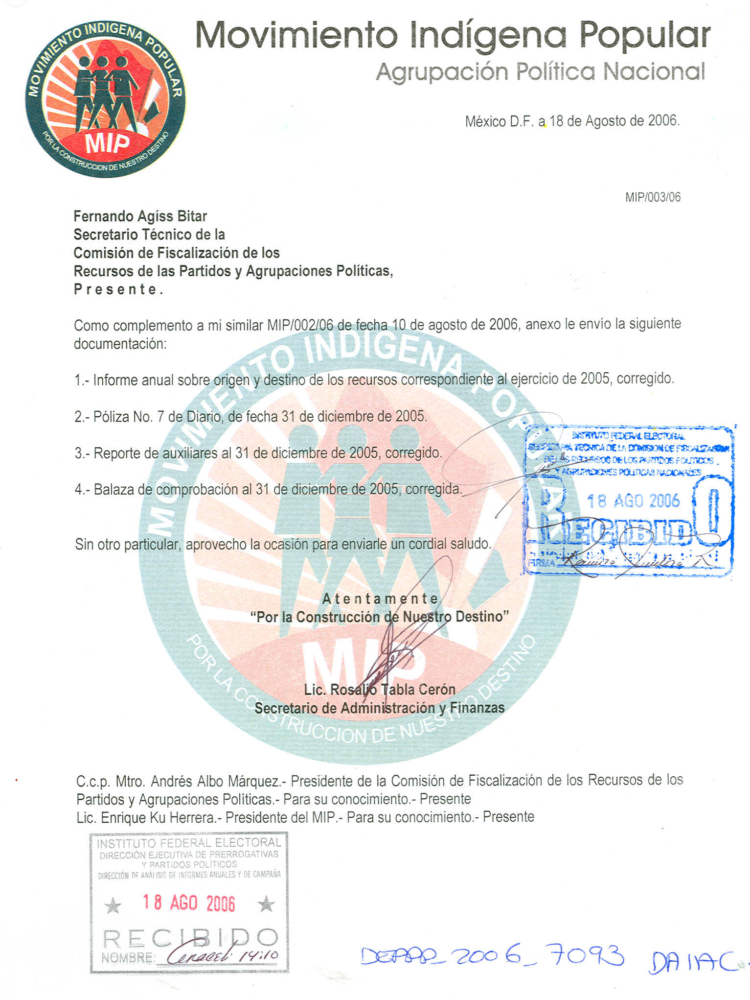 MOVIMIENTO INDIGENA POPULAR
MIP
POR LA CONSTRUCCION DE NUESTRO DESTINO
Movimiento Indígena Popular
Agrupación Política Nacional
México D.F. a 18 de Agosto de 2006.
MIP/003/06
Fernando Agíss Bitar
Secretario Técnico de la
Comisión de Fiscalización de los
Recursos de las Partidos y Agrupaciones Políticas,
P r e s e n t e .
Como complemento a mi similar MIP/002/06 de fecha 10 de agosto de 2006, anexo le envío la siguiente
documentación:
1.- Informe anual sobre origen y destino de los recursos correspondiente al ejercicio de 2005, corregido.
2.- Póliza No. 7 de Diario, de fecha 31 de diciembre de 2005.
3.- Reporte de auxiliares al 31 de diciembre de 2005, corregido.
4.- Balaza de comprobación al 31 de diciembre de 2005, corregida.
INSTITUTO FEDERAL ELECTORAL
SECRETARIA TECNICA DE LA COMISION DE FISCALIZACION
DE LOS RECURSOS DE LOS PARTIDOS POLITICOS
Y AGRUPACIONES POLITICAS NACIONALES
18 AGO 2006
RECIBIDO
FIRMA
Sin otro particular, aprovecho la ocasión para enviarle un cordial saludo.
A t e n t a m e n t e
“Por la Construcción de Nuestro Destino”
Lic. Rosalío Tabla Cerón
Secretario de Administración y Finanzas
MOVIMIENTO INDIGENA POPULAR
MIP
POR LA CONSTRUCCION DE NUESTRO DESTINO
C.c.p. Mtro. Andrés Albo Márquez.- Presidente de la Comisión de Fiscalización de los Recursos de los
Partidos y Agrupaciones Políticas.- Para su conocimiento.- Presente
Lic. Enrique Ku Herrera.- Presidente del MIP.- Para su conocimiento.- Presente
INSTITUTO FEDERAL ELECTORAL
DIRECCIÓN EJECUTIVA DE PRERROGATIVAS
Y PARTIDOS POLÍTICOS
DIRECCIÓN DE ANÁLISIS DE INFORMES ANUALES Y DE CAMPAÑA
18 AGO 2006
RECIBIDO
NOMBRE: 14:10
DEPPP_2006_7093 DAIIAC.